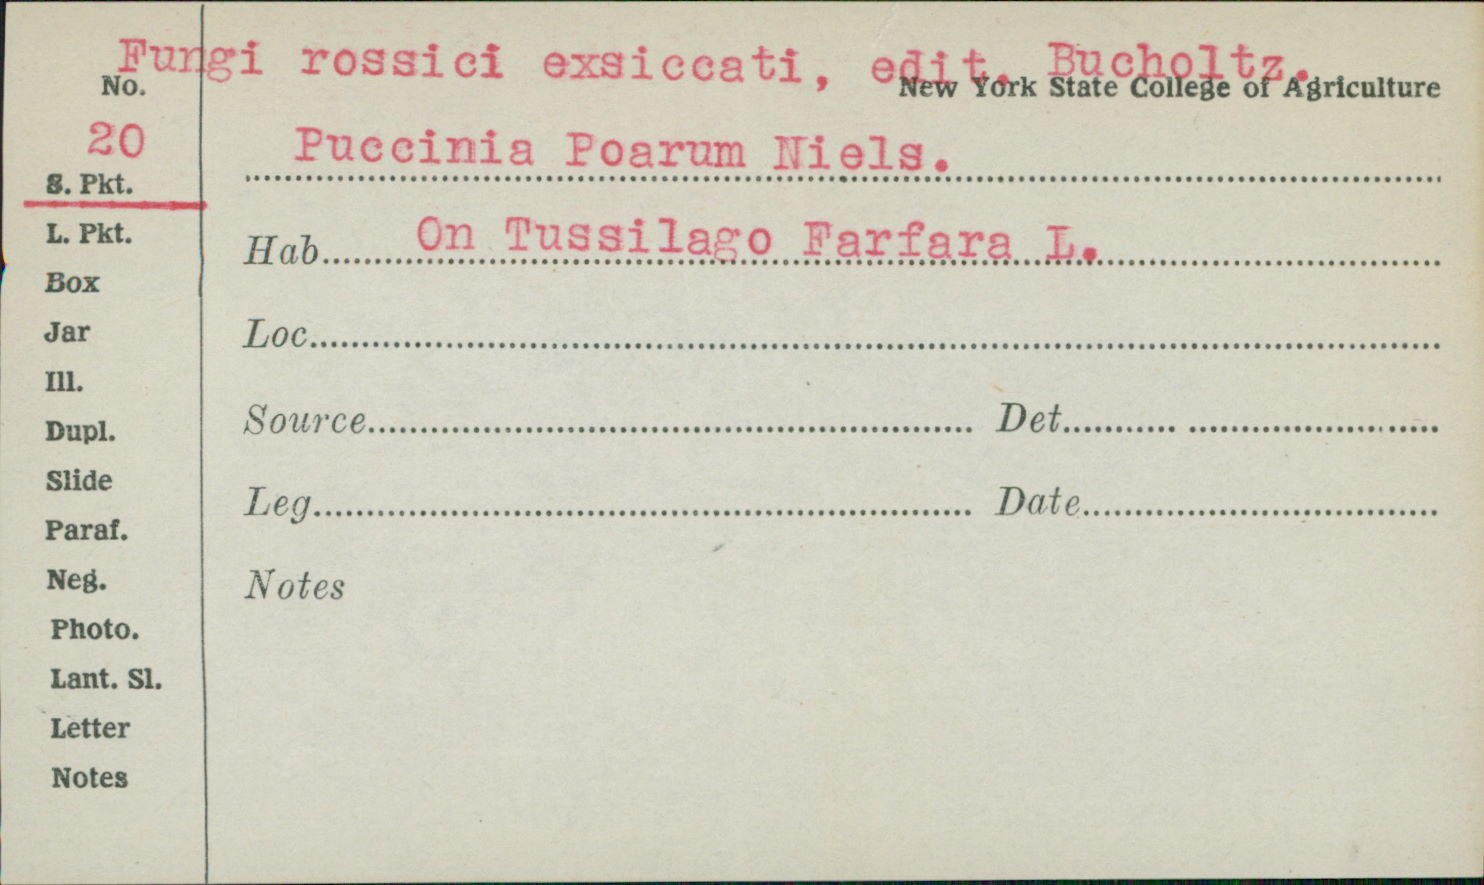 Fungi rossici exsiccati, edit. Bucholtz.
No.
New York State College of Agriculture
20
Puccinia Poarum Niels.
S. Pkt.
L. Pkt.
Hab. On Tussilago Farfara L.
Box
Jar
Loc.
Ill.
Dupl.
Source Det.
Slide
Leg. Date
Paraf.
Neg.
Notes
Photo.
Lant. Sl.
Letter
Notes